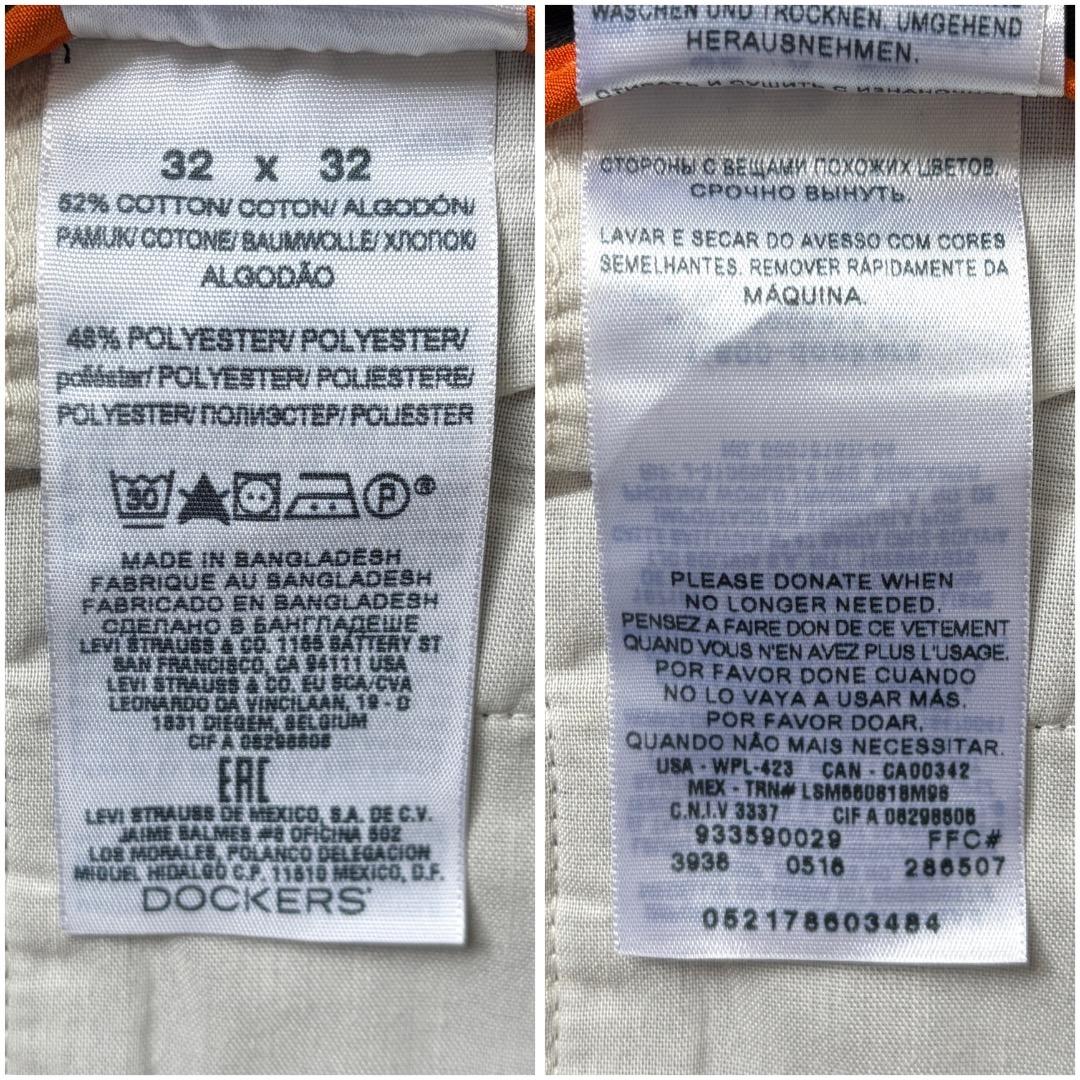 32 x 32
52% COTTON/ COTON/ ALGODÓN/
PAMUK/ COTONE/ BAUMWOLLE/ ХЛОПОК/
ALGODÃO
48% POLYESTER/ POLYESTER/
poliéster/ POLYESTER/ POLIESTERE/
POLYESTER/ ПОЛИЭСТЕР/ POLIÉSTER
30 P ®
MADE IN BANGLADESH
FABRIQUE AU BANGLADESH
FABRICADO EN BANGLADESH
СДЕЛАНО В БАНГЛАДЕШЕ
LEVI STRAUSS & CO. 1155 BATTERY ST
SAN FRANCISCO, CA 94111 USA
LEVI STRAUSS & CO. EU SCA/CVA
LEONARDO DA VINCILAAN, 19 - D
1831 DIEGEM, BELGIUM
CIF A 08298806
EAC
LEVI STRAUSS DE MEXICO, S.A. DE C.V.
JAIME BALMES #8 OFICINA 502
LOS MORALES, POLANCO DELEGACION
MIGUEL HIDALGO C.P. 11510 MEXICO, D.F.
DOCKERS
WASCHEN UND TROCKNEN. UMGEHEND
HERAUSNEHMEN.
СТОРОНЫ С ВЕЩАМИ ПОХОЖИХ ЦВЕТОВ.
СРОЧНО ВЫНУТЬ.
LAVAR E SECAR DO AVESSO COM CORES
SEMELHANTES. REMOVER RÁPIDAMENTE DA
MÁQUINA.
PLEASE DONATE WHEN
NO LONGER NEEDED.
PENSEZ A FAIRE DON DE CE VETEMENT
QUAND VOUS N'EN AVEZ PLUS L'USAGE.
POR FAVOR DONE CUANDO
NO LO VAYA A USAR MÁS.
POR FAVOR DOAR,
QUANDO NÃO MAIS NECESSITAR.
USA - WPL-423 CAN - CA00342
MEX - TRN# LSM860818M98
C.N.I.V 3337 CIF A 08298806
933590029 FFC#
3936 0516 286507
052178603484